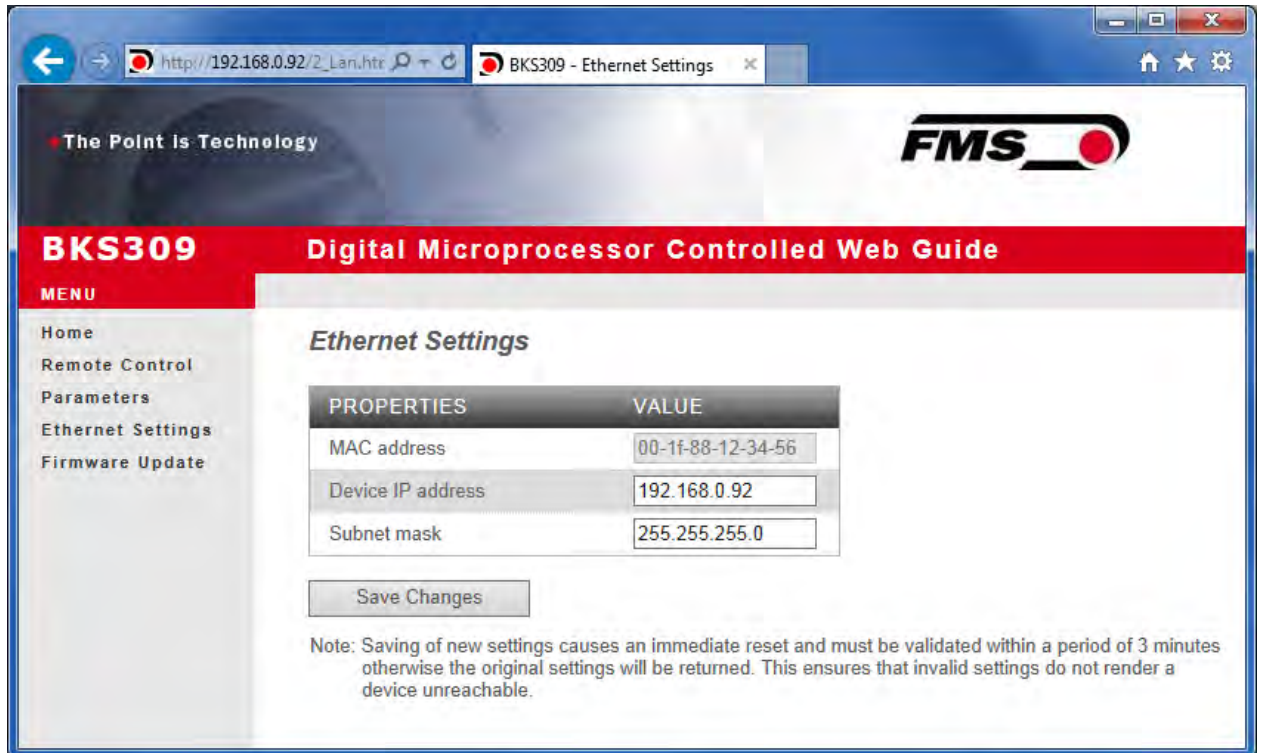 http://192.168.0.92/2_Lan.htr
BKS309 - Ethernet Settings
The Point is Technology
FMS
BKS309 Digital Microprocessor Controlled Web Guide
MENU
Home
Remote Control
Parameters
Ethernet Settings
Firmware Update
Ethernet Settings
PROPERTIES VALUE
MAC address 00-1f-88-12-34-56
Device IP address 192.168.0.92
Subnet mask 255.255.255.0
Save Changes
Note: Saving of new settings causes an immediate reset and must be validated within a period of 3 minutes
otherwise the original settings will be returned. This ensures that invalid settings do not render a
device unreachable.